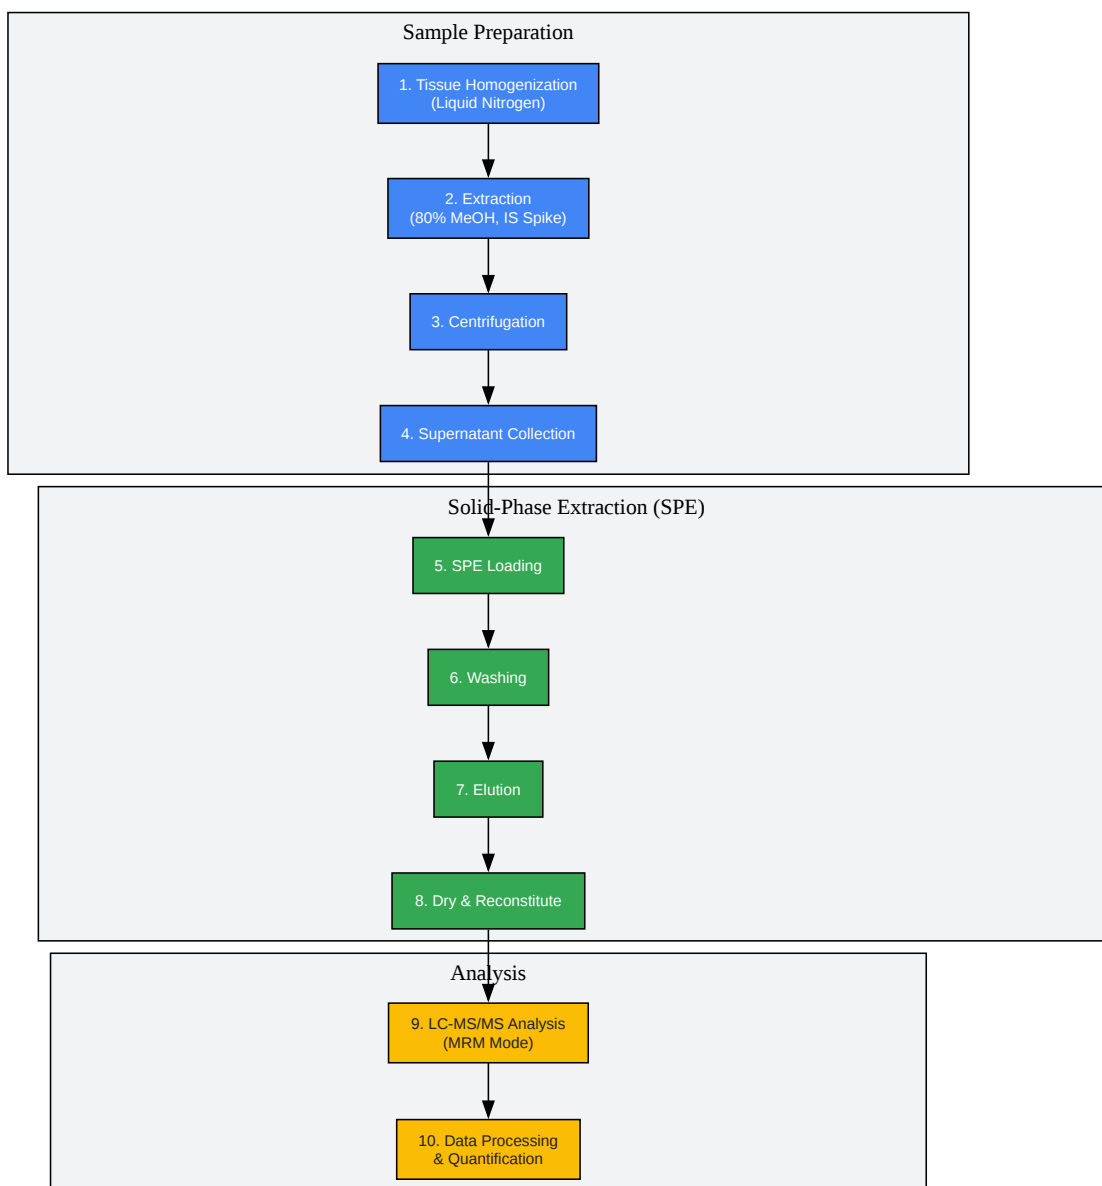 Sample Preparation
1. Tissue Homogenization
(Liquid Nitrogen)
2. Extraction
(80% MeOH, IS Spike)
3. Centrifugation
4. Supernatant Collection
Solid-Phase Extraction (SPE)
5. SPE Loading
6. Washing
7. Elution
8. Dry & Reconstitute
Analysis
9. LC-MS/MS Analysis
(MRM Mode)
10. Data Processing
& Quantification